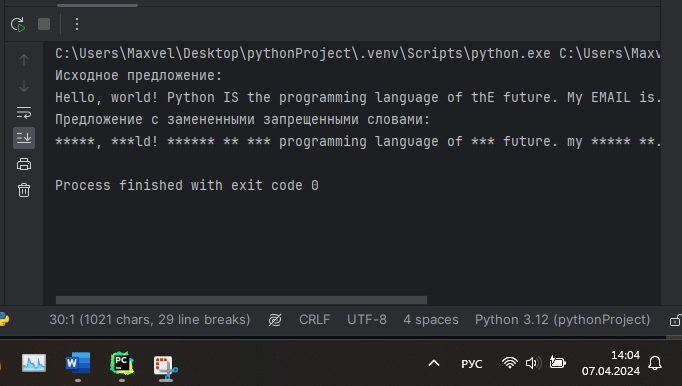 C:\Users\Maxvel\Desktop\pythonProject\.venv\Scripts\python.exe C:\Users\Maxve
Исходное предложение:
Hello, world! Python IS the programming language of thE future. My EMAIL is.
Предложение с замененными запрещенными словами:
*****, ***ld! ****** ** *** programming language of *** future. my ***** **.
Process finished with exit code 0
30:1 (1021 chars, 29 line breaks) CRLF UTF-8 4 spaces Python 3.12 (pythonProject)
W PC РУС 14:04
07.04.2024